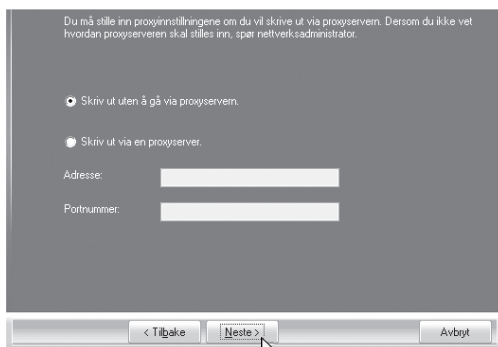 Du må stille inn proxyinnstillingene om du vil skrive ut via proxyservern. Dersom du ikke vet
hvordan proxyserveren skal stilles inn, spør nettverksadministrator.
Skriv ut uten å gå via proxyservern.
Skriv ut via en proxyserver.
Adresse:
Portnummer:
< Tilbake Neste > Avbryt